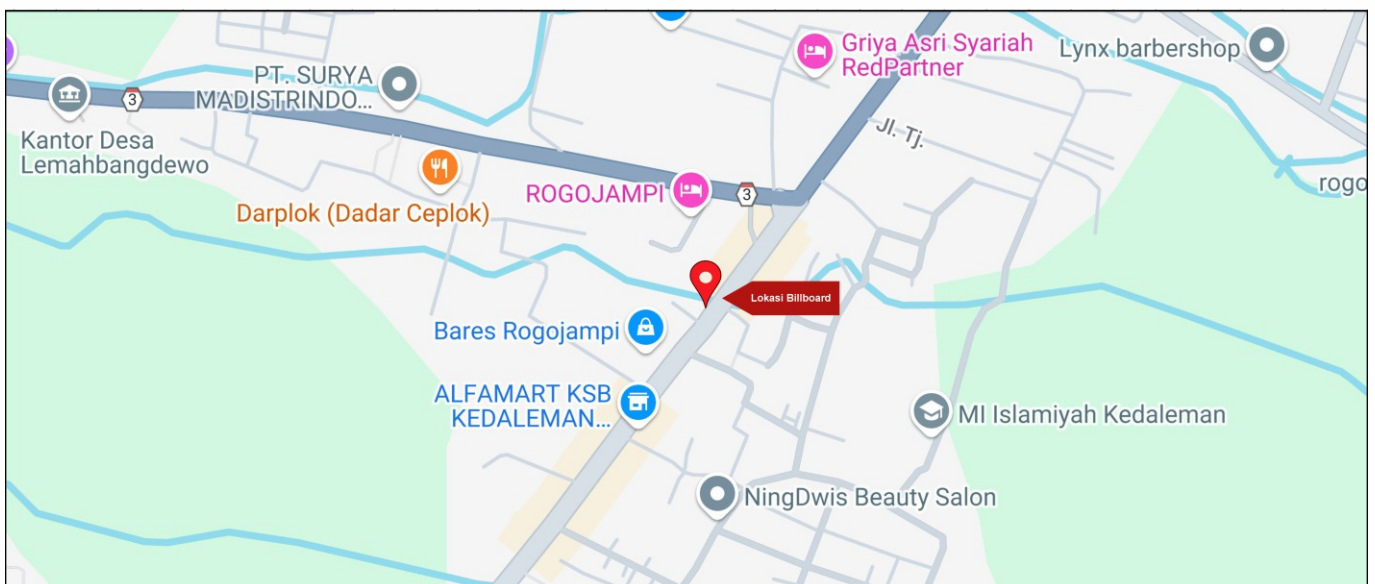 Griya Asri Syariah
RedPartner
Lynx barbershop
PT. SURYA
MADISTRINDO...
3
Kantor Desa
Lemahbangdewo
Jl. Tj.
Darplok (Dadar Ceplok)
ROGOJAMPI
3
rogo
Lokasi Billboard
Bares Rogojampi
ALFAMART KSB
KEDALEMAN...
MI Islamiyah Kedaleman
NingDwis Beauty Salon